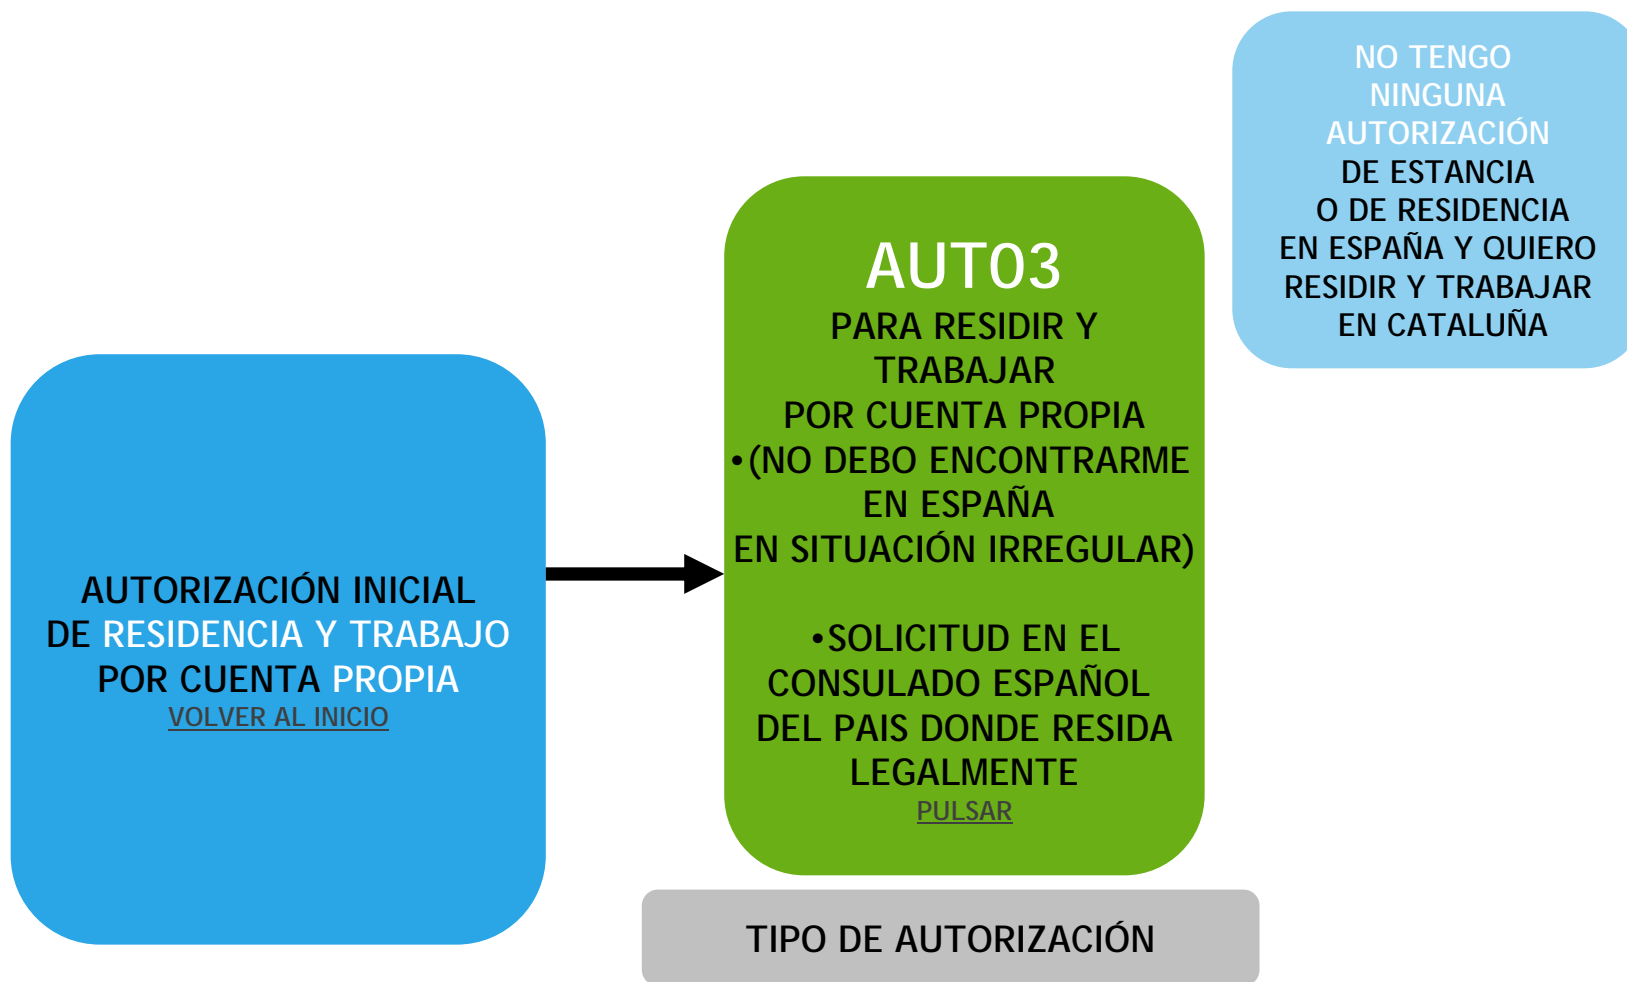 NO TENGO
NINGUNA
AUTORIZACIÓN
DE ESTANCIA
O DE RESIDENCIA
EN ESPAÑA Y QUIERO
RESIDIR Y TRABAJAR
EN CATALUÑA
AUTORIZACIÓN INICIAL
DE RESIDENCIA Y TRABAJO
POR CUENTA PROPIA
VOLVER AL INICIO
AUT03
PARA RESIDIR Y
TRABAJAR
POR CUENTA PROPIA
•(NO DEBO ENCONTRARME
EN ESPAÑA
EN SITUACIÓN IRREGULAR)
•SOLICITUD EN EL
CONSULADO ESPAÑOL
DEL PAIS DONDE RESIDA
LEGALMENTE
PULSAR
TIPO DE AUTORIZACIÓN